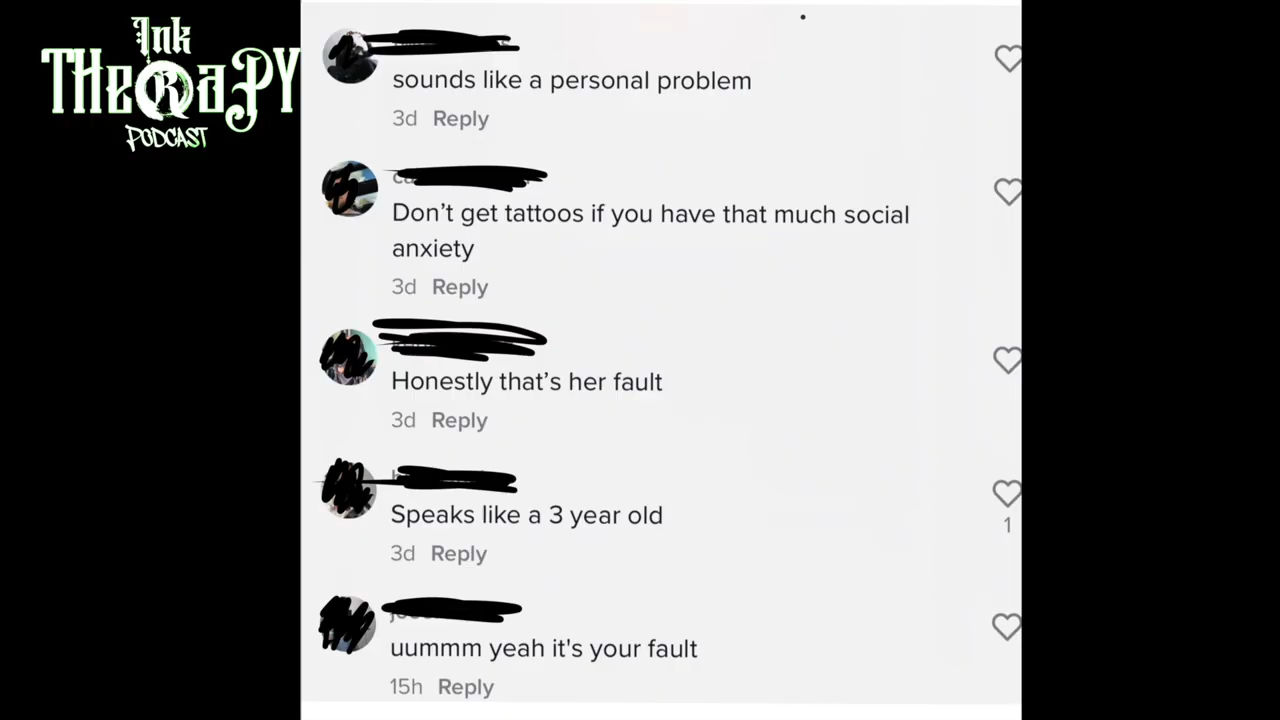 Ink
THeRaPY
PODCAST
sounds like a personal problem
3d Reply
Don't get tattoos if you have that much social
anxiety
3d Reply
Honestly that's her fault
3d Reply
Speaks like a 3 year old
1
3d Reply
uummm yeah it's your fault
15h Reply